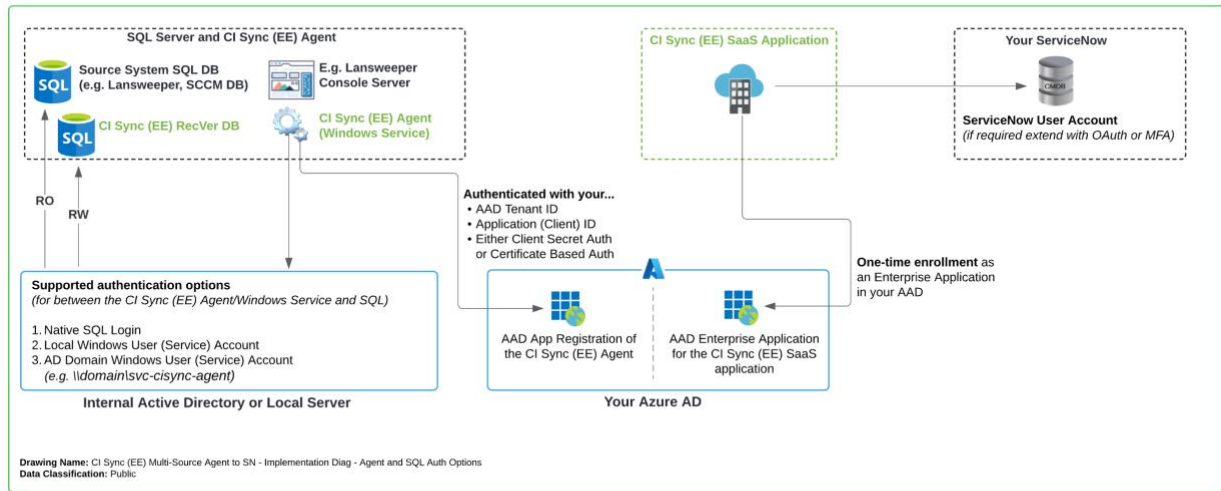 SQL Server and CI Sync (EE) Agent
SQL
Source System SQL DB
(e.g. Lansweeper, SCCM DB)
E.g. Lansweeper
Console Server
SQL
CI Sync (EE) RecVer DB
CI Sync (EE) Agent
(Windows Service)
CI Sync (EE) SaaS Application
Your ServiceNow
CMDB
ServiceNow User Account
(if required extend with OAuth or MFA)
RO
RW
Authenticated with your...
• AAD Tenant ID
• Application (Client) ID
• Either Client Secret Auth
or Certificate Based Auth
One-time enrollment as
an Enterprise Application
in your AAD
Supported authentication options
(for between the CI Sync (EE) Agent/Windows Service and SQL)
1. Native SQL Login
2. Local Windows User (Service) Account
3. AD Domain Windows User (Service) Account
(e.g. \\domain\svc-cisync-agent)
Internal Active Directory or Local Server
AAD App Registration of
the CI Sync (EE) Agent
AAD Enterprise Application
for the CI Sync (EE) SaaS
application
Your Azure AD
Drawing Name: CI Sync (EE) Multi-Source Agent to SN - Implementation Diag - Agent and SQL Auth Options
Data Classification: Public